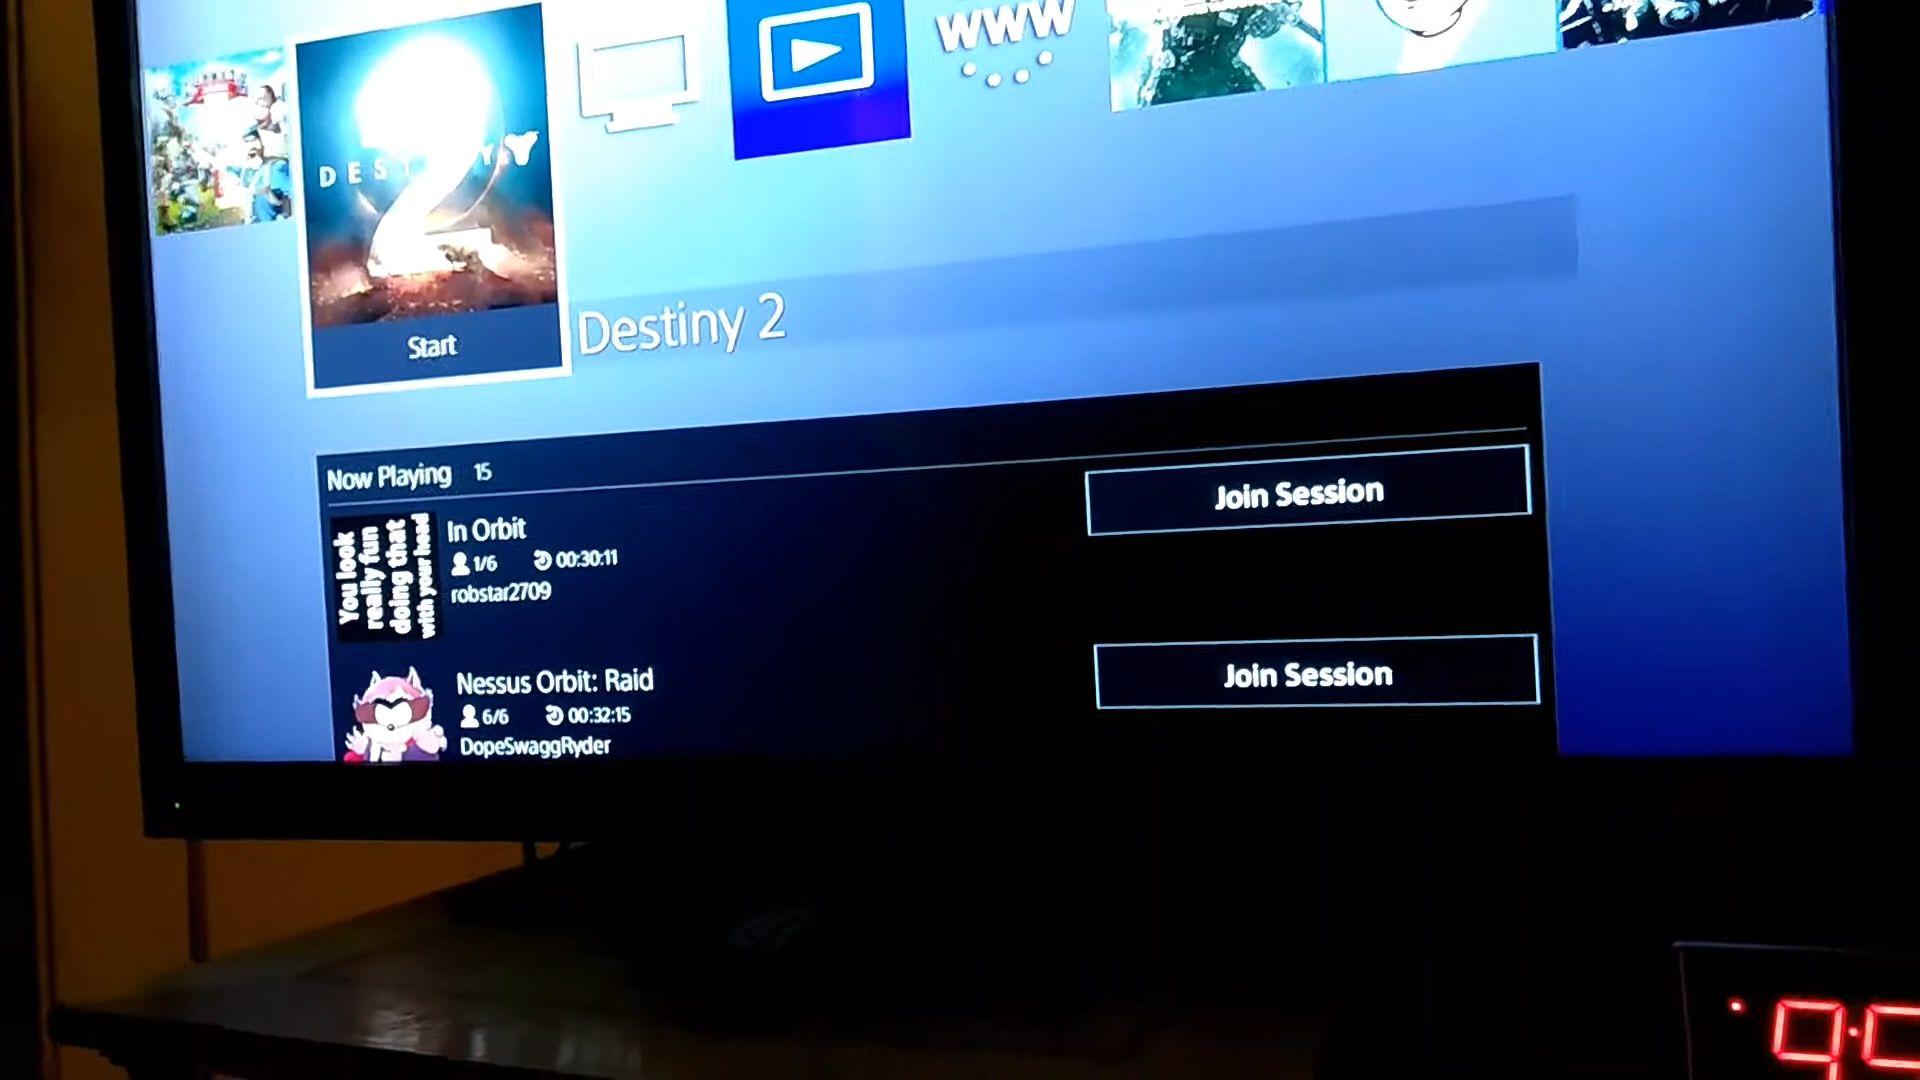 WWW
DESTINY
2
Start
Destiny 2
Now Playing 15
Join Session
You look
really fun
doing that
with your head
In Orbit
1/6 00:30:11
robstar2709
Nessus Orbit: Raid
6/6 00:32:15
DopeSwaggRyder
Join Session